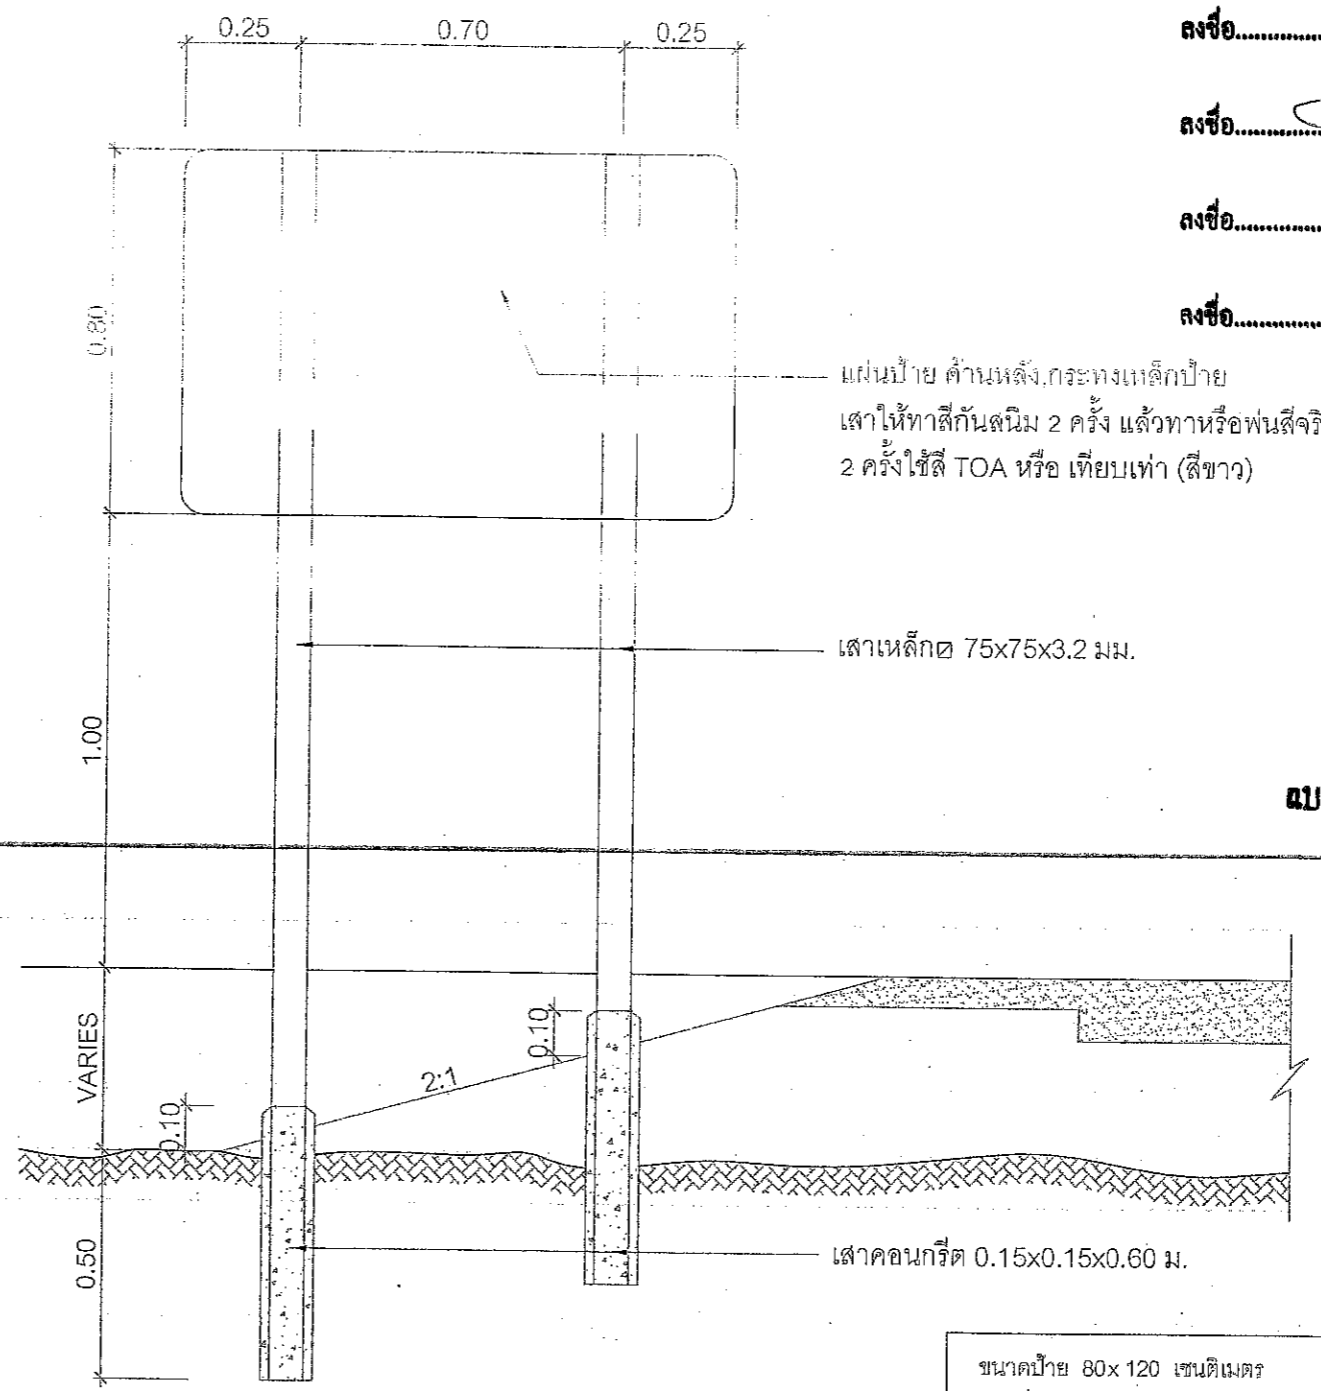 0.25 0.70 0.25
ลงชื่อ
ลงชื่อ
ลงชื่อ
ลงชื่อ
0.80
แผ่นป้าย ด้านหลัง,กระทงเหล็กป้าย
เสาให้ทาสีกันสนิม 2 ครั้ง แล้วทาหรือพ่นสีจริ
2 ครั้งใช้สี TOA หรือ เทียบเท่า (สีขาว)
เสาเหล็ก 75x75x3.2 มม.
1.00
แบ
VARIES
0.10
0.10
2:1
0.50
เสาคอนกรีต 0.15x0.15x0.60 ม.
ขนาดป้าย 80x120 เซนติเมตร